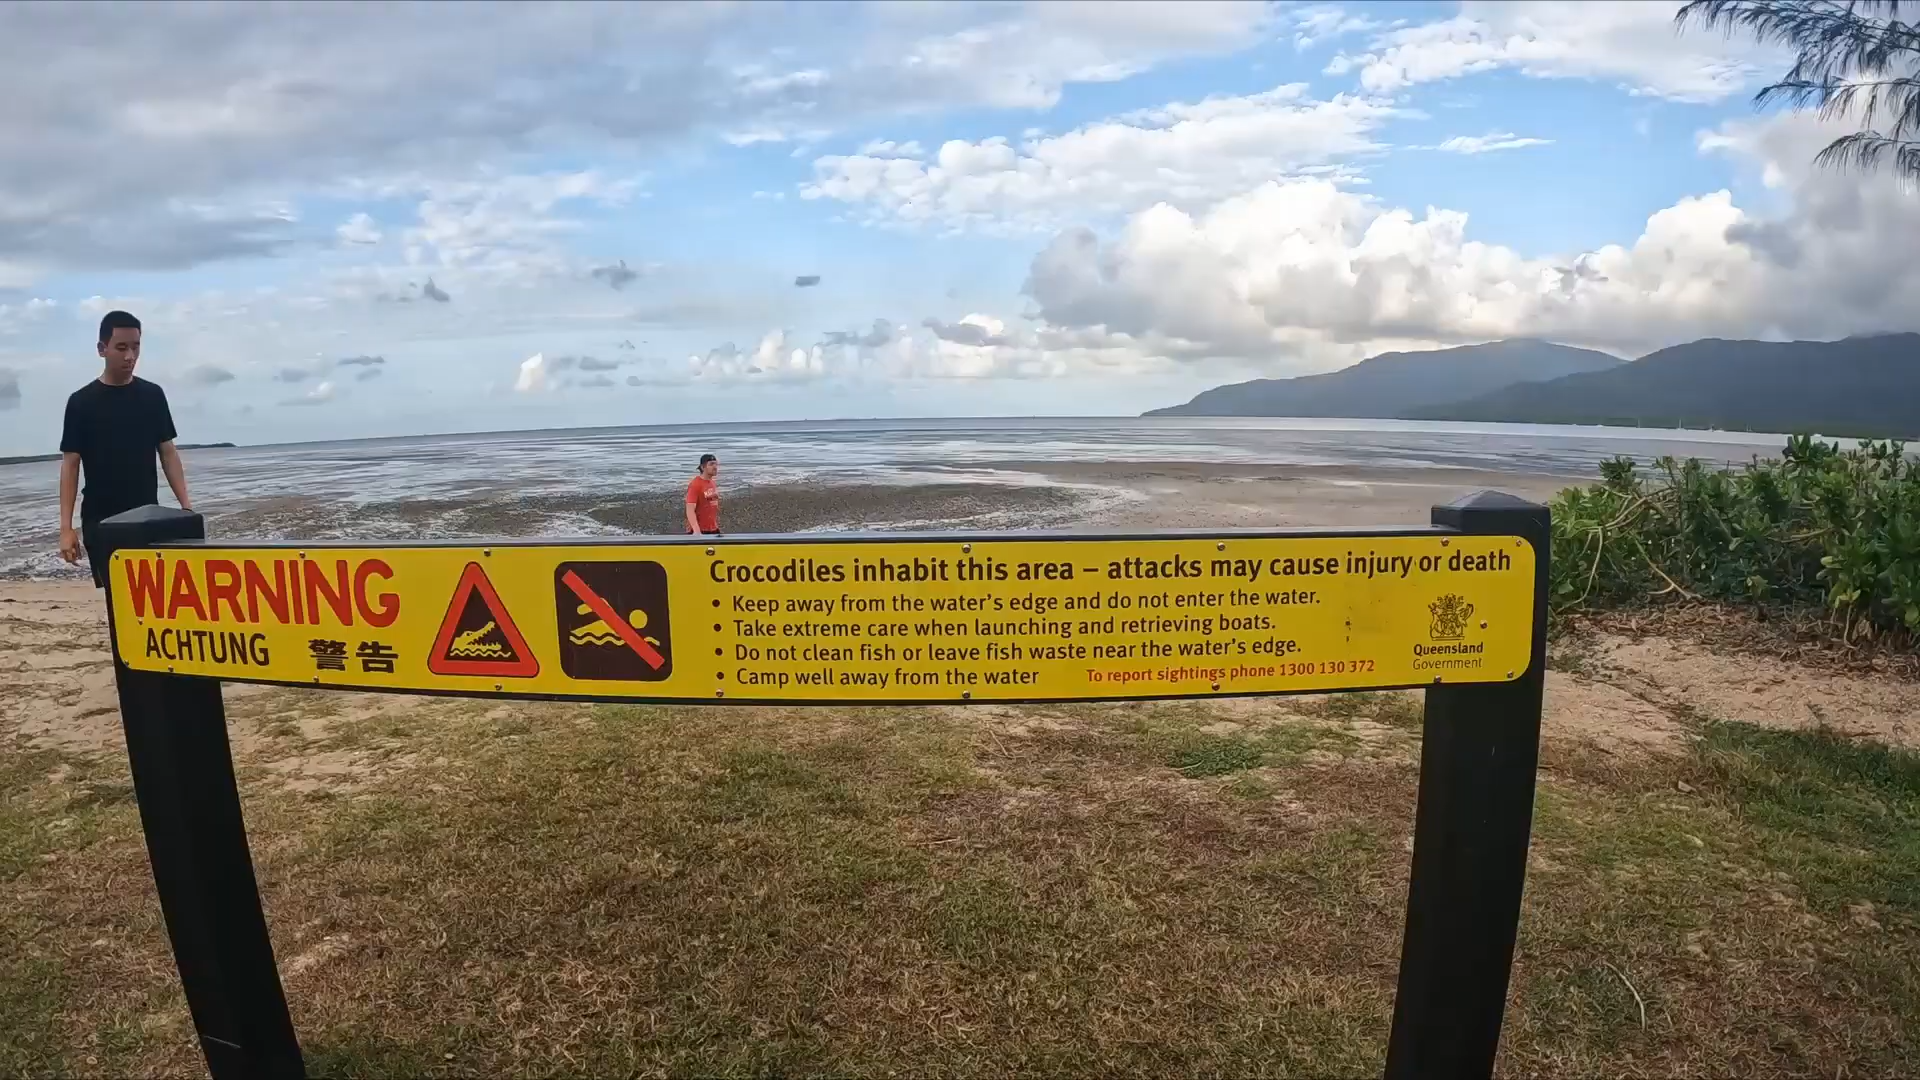 WARNING
ACHTUNG 警告
Crocodiles inhabit this area – attacks may cause injury or death
• Keep away from the water's edge and do not enter the water.
• Take extreme care when launching and retrieving boats.
• Do not clean fish or leave fish waste near the water's edge.
• Camp well away from the water
To report sightings phone 1300 130 372
Queensland
Government